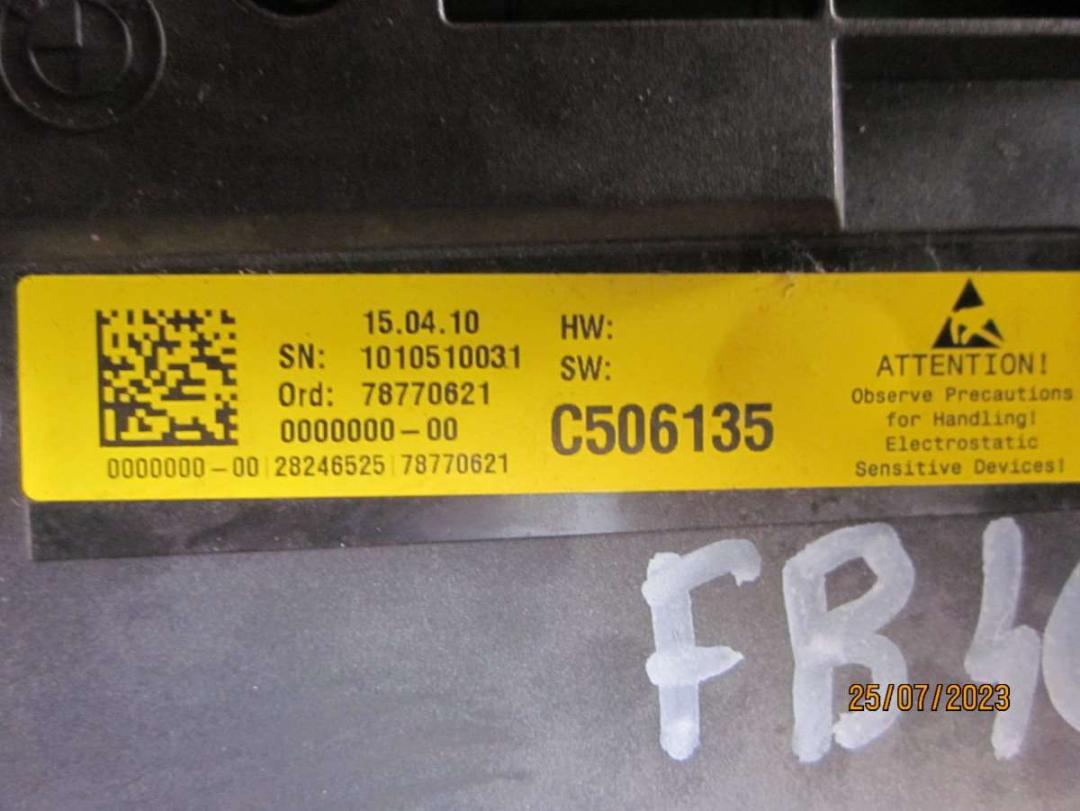 15.04.10
SN: 1010510031
Ord: 78770621
0000000-00
0000000-00 28246525 78770621
HW:
SW:
C506135
ATTENTION!
Observe Precautions
for Handling!
Electrostatic
Sensitive Devices!
FB4
25/07/2023